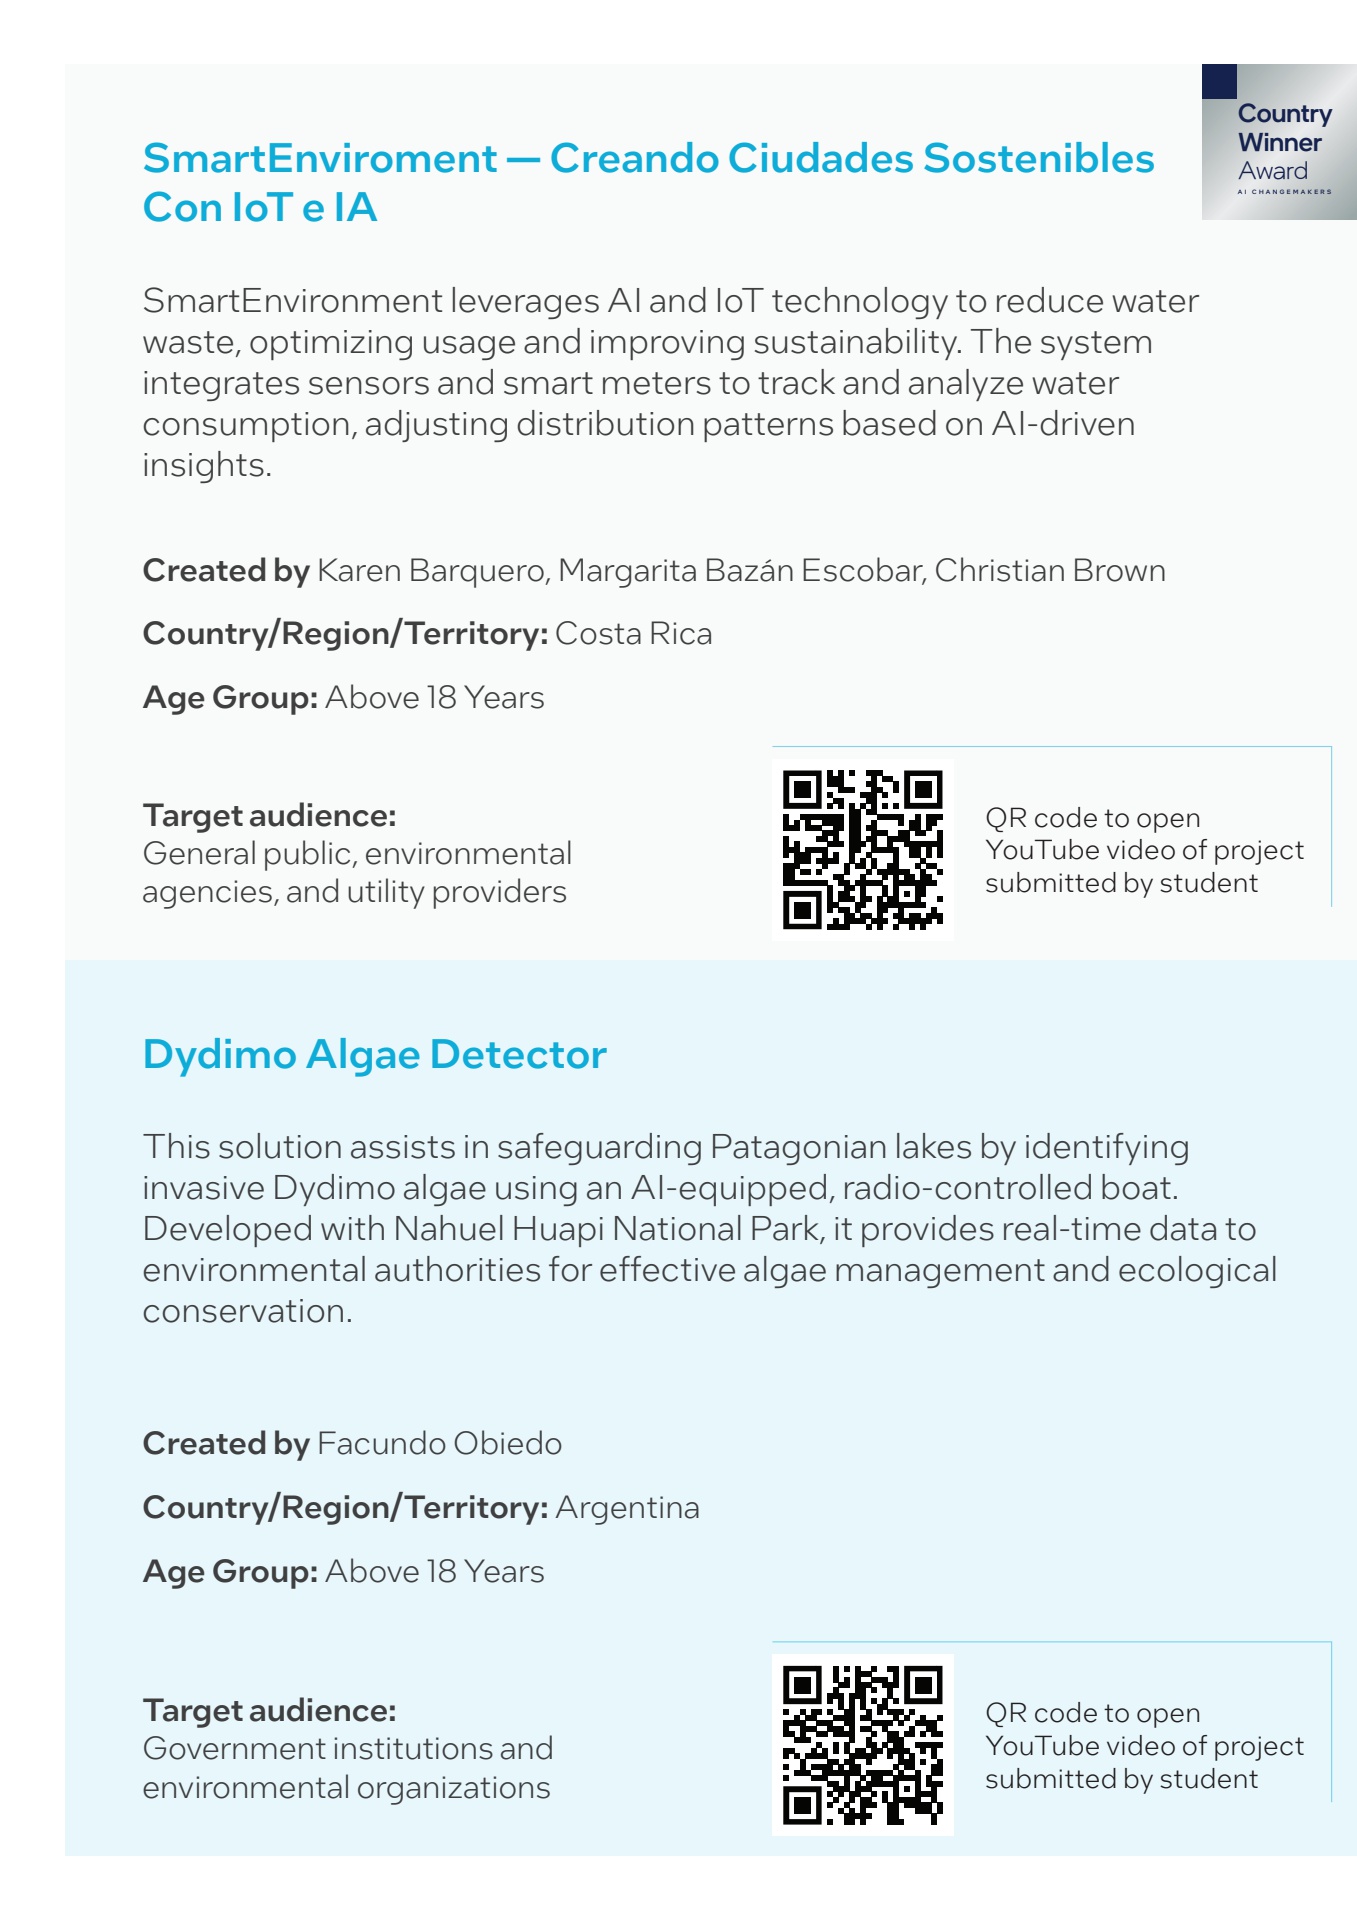 Country
Winner
Award
AI CHANGEMAKERS
SmartEnviroment — Creando Ciudades Sostenibles
Con IoT e IA
SmartEnvironment leverages AI and IoT technology to reduce water
waste, optimizing usage and improving sustainability. The system
integrates sensors and smart meters to track and analyze water
consumption, adjusting distribution patterns based on AI-driven
insights.
Created by Karen Barquero, Margarita Bazán Escobar, Christian Brown
Country/Region/Territory: Costa Rica
Age Group: Above 18 Years
Target audience:
General public, environmental
agencies, and utility providers
QR code to open
YouTube video of project
submitted by student
Dydimo Algae Detector
This solution assists in safeguarding Patagonian lakes by identifying
invasive Dydimo algae using an AI-equipped, radio-controlled boat.
Developed with Nahuel Huapi National Park, it provides real-time data to
environmental authorities for effective algae management and ecological
conservation.
Created by Facundo Obiedo
Country/Region/Territory: Argentina
Age Group: Above 18 Years
Target audience:
Government institutions and
environmental organizations
QR code to open
YouTube video of project
submitted by student